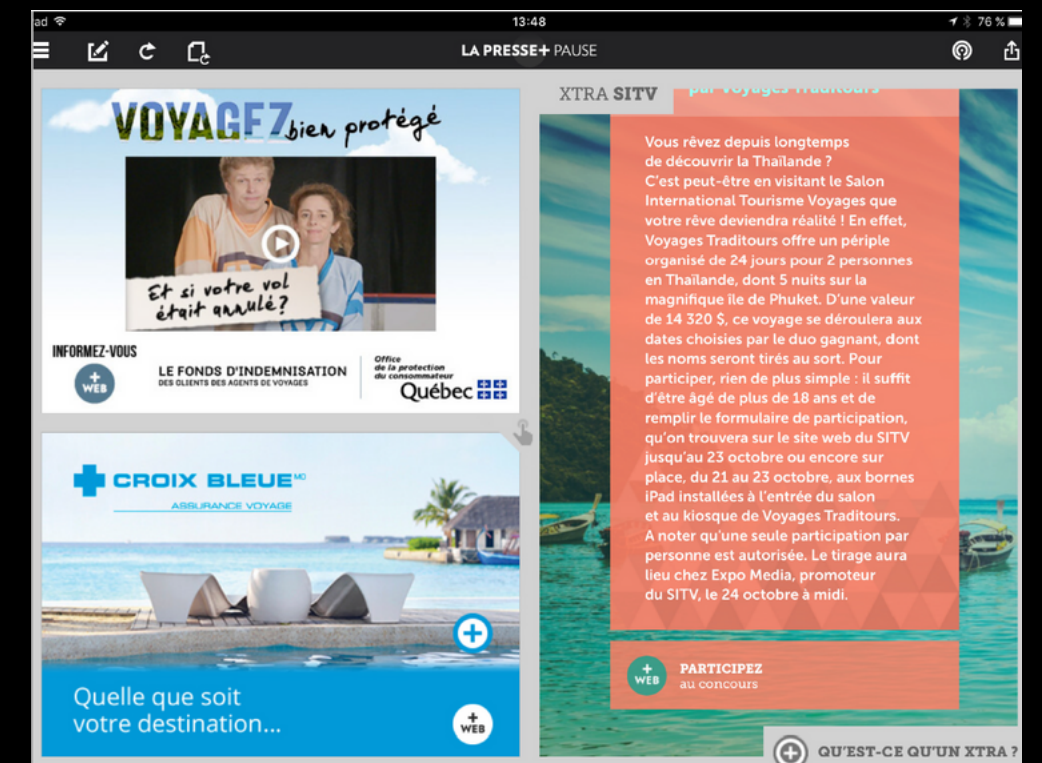 ad
13:48
76 %
LA PRESSE+ PAUSE
VOYAGEZ bien protégé
Et si votre vol
était annulé?
INFORMEZ-VOUS
+
WEB
LE FONDS D'INDEMNISATION
DES CLIENTS DES AGENTS DE VOYAGES
Office
de la protection
du consommateur
Québec
CROIX BLEUE MD
ASSURANCE VOYAGE
Quelle que soit
votre destination...
+
WEB
XTRA SITV
par Voyages Traditours
Vous rêvez depuis longtemps
de découvrir la Thaïlande ?
C'est peut-être en visitant le Salon
International Tourisme Voyages que
votre rêve deviendra réalité ! En effet,
Voyages Traditours offre un périple
organisé de 24 jours pour 2 personnes
en Thaïlande, dont 5 nuits sur la
magnifique île de Phuket. D'une valeur
de 14 320 $, ce voyage se déroulera aux
dates choisies par le duo gagnant, dont
les noms seront tirés au sort. Pour
participer, rien de plus simple : il suffit
d'être âgé de plus de 18 ans et de
remplir le formulaire de participation,
qu'on trouvera sur le site web du SITV
jusqu'au 23 octobre ou encore sur
place, du 21 au 23 octobre, aux bornes
iPad installées à l'entrée du salon
et au kiosque de Voyages Traditours.
A noter qu'une seule participation par
personne est autorisée. Le tirage aura
lieu chez Expo Media, promoteur
du SITV, le 24 octobre à midi.
+
WEB
PARTICIPEZ
au concours
QU'EST-CE QU'UN XTRA ?